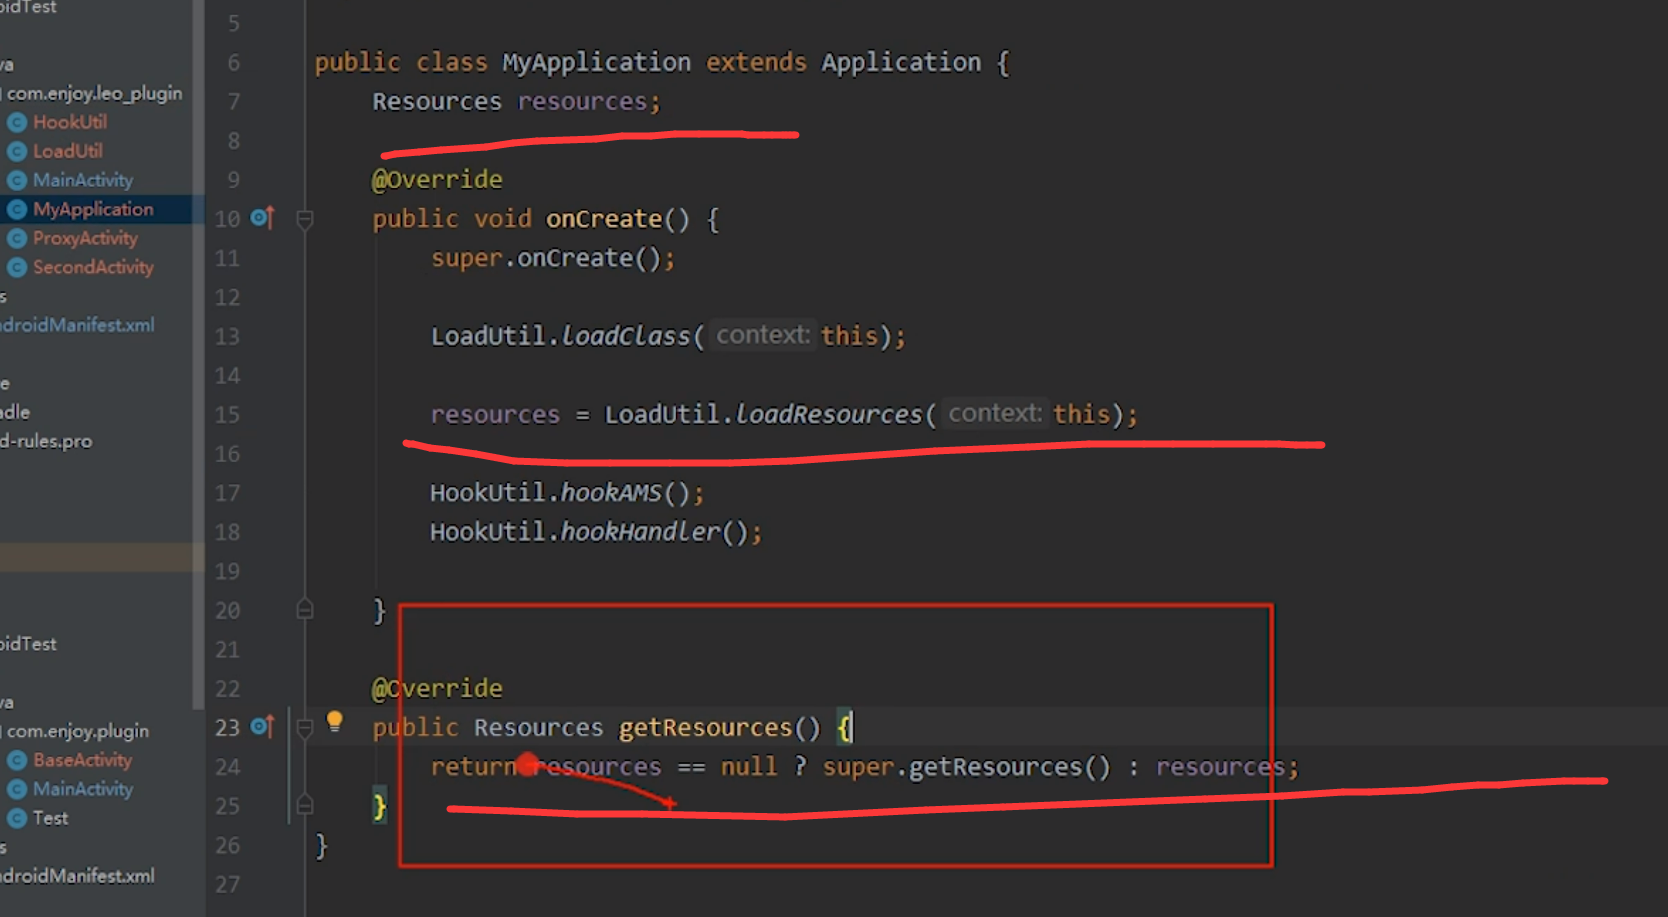 oidTest
va
com.enjoy.leo_plugin
HookUtil
LoadUtil
MainActivity
MyApplication
ProxyActivity
SecondActivity
s
ndroidManifest.xml
e
adle
d-rules.pro
oidTest
va
com.enjoy.plugin
BaseActivity
MainActivity
Test
s
ndroidManifest.xml
5
6 public class MyApplication extends Application {
7 Resources resources;
8
9 @Override
10 public void onCreate() {
11 super.onCreate();
12
13 LoadUtil.loadClass( context: this);
14
15 resources = LoadUtil.loadResources( context: this);
16
17 HookUtil.hookAMS();
18 HookUtil.hookHandler();
19
20 }
21
22 @Override
23 public Resources getResources() {
24 return resources == null ? super.getResources() : resources;
25 }
26 }
27